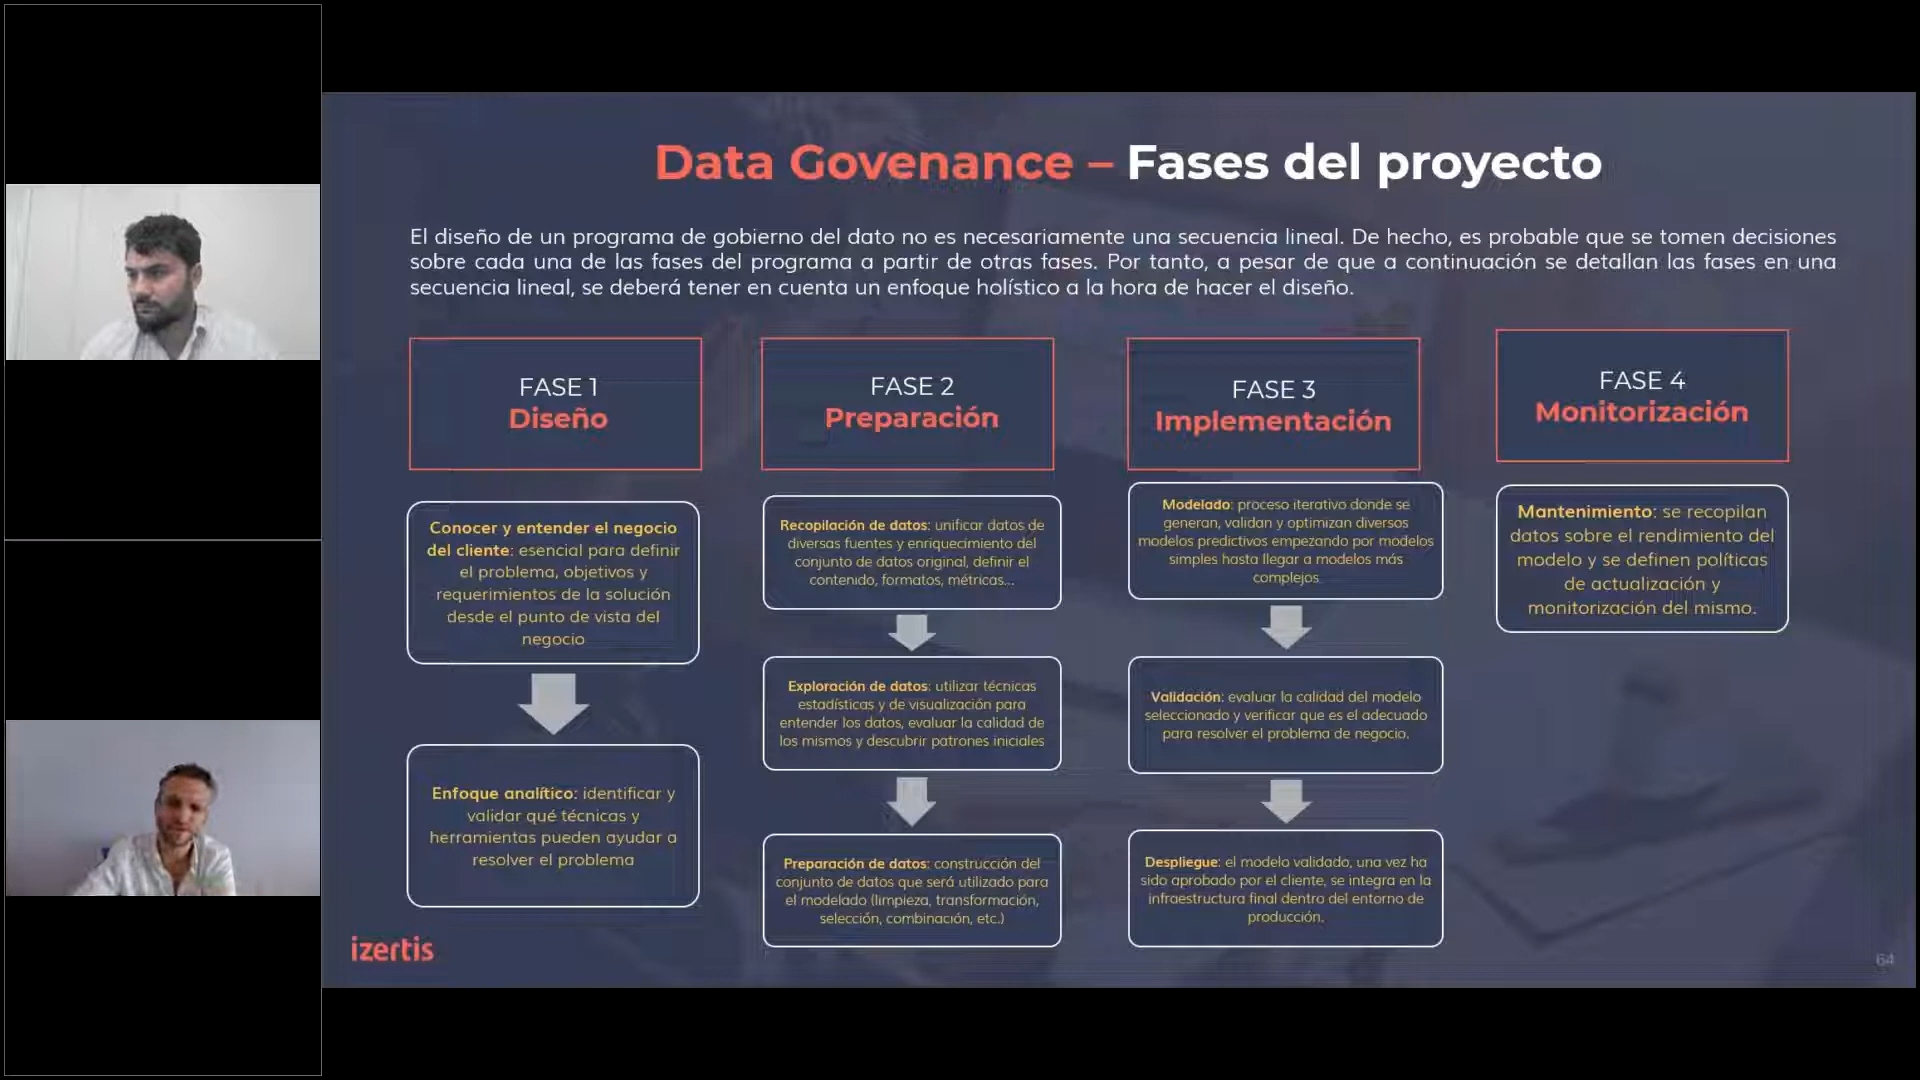 Data Govenance – Fases del proyecto
El diseño de un programa de gobierno del dato no es necesariamente una secuencia lineal. De hecho, es probable que se tomen decisiones
sobre cada una de las fases del programa a partir de otras fases. Por tanto, a pesar de que a continuación se detallan las fases en una
secuencia lineal, se deberá tener en cuenta un enfoque holístico a la hora de hacer el diseño.
FASE 1
Diseño
Conocer y entender el negocio
del cliente: esencial para definir
el problema, objetivos y
requerimientos de la solución
desde el punto de vista del
negocio
Enfoque analítico: identificar y
validar qué técnicas y
herramientas pueden ayudar a
resolver el problema
FASE 2
Preparación
Recopilación de datos: unificar datos de
diversas fuentes y enriquecimiento del
conjunto de datos original, definir el
contenido, formatos, métricas...
Exploración de datos: utilizar técnicas
estadísticas y de visualización para
entender los datos, evaluar la calidad de
los mismos y descubrir patrones iniciales
Preparación de datos: construcción del
conjunto de datos que será utilizado para
el modelado (limpieza, transformación,
selección, combinación, etc.)
FASE 3
Implementación
Modelado: proceso iterativo donde se
generan, validan y optimizan diversos
modelos predictivos empezando por modelos
simples hasta llegar a modelos más
complejos
Validación: evaluar la calidad del modelo
seleccionado y verificar que es el adecuado
para resolver el problema de negocio.
Despliegue: el modelo validado, una vez ha
sido aprobado por el cliente, se integra en la
infraestructura final dentro del entorno de
producción.
FASE 4
Monitorización
Mantenimiento: se recopilan
datos sobre el rendimiento del
modelo y se definen políticas
de actualización y
monitorización del mismo.
izertis
64